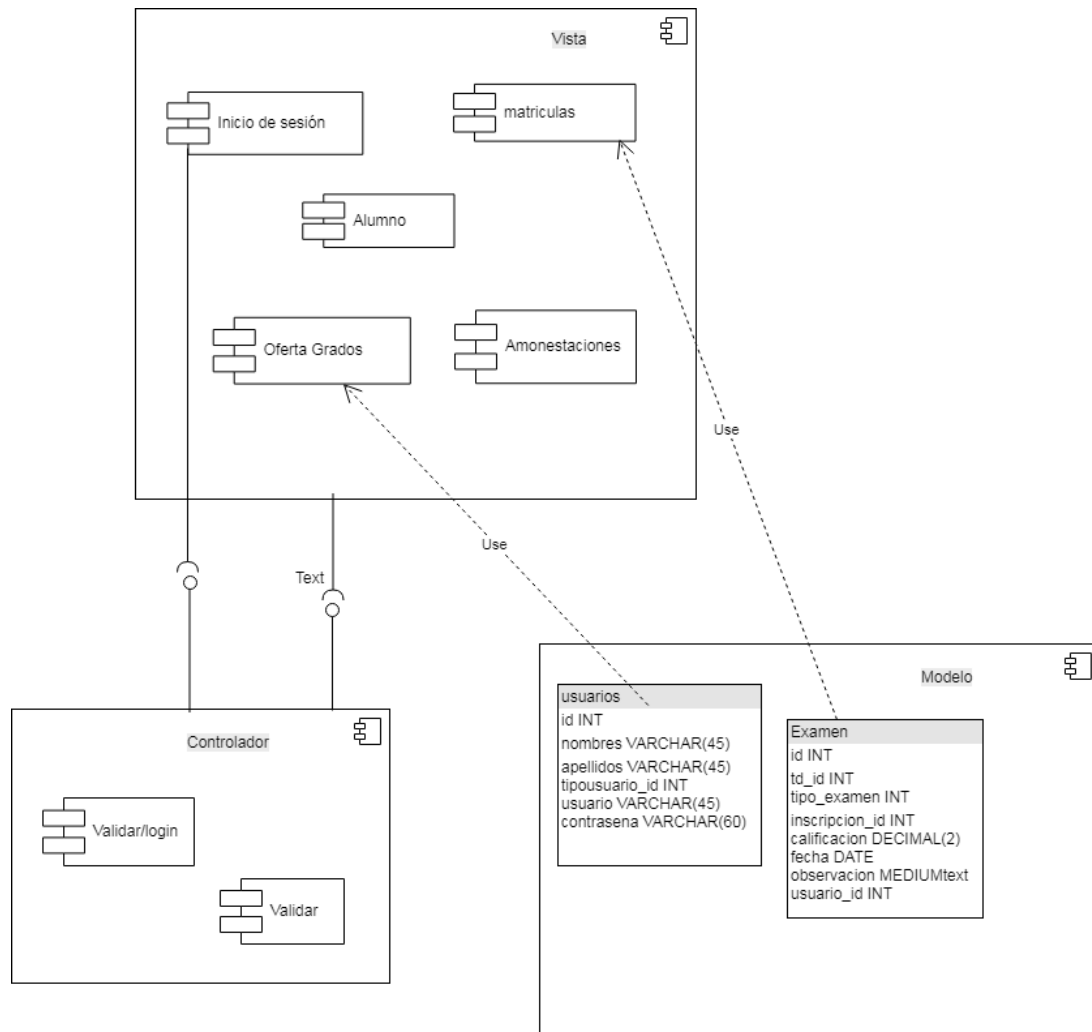 Vista
Inicio de sesión
matriculas
Alumno
Oferta Grados
Amonestaciones
Use
Use
Text
Modelo
usuarios
id INT
nombres VARCHAR(45)
apellidos VARCHAR(45)
tipousuario_id INT
usuario VARCHAR(45)
contrasena VARCHAR(60)
Examen
id INT
td_id INT
tipo_examen INT
inscripcion_id INT
calificacion DECIMAL(2)
fecha DATE
observacion MEDIUMtext
usuario_id INT
Controlador
Validar/login
Validar